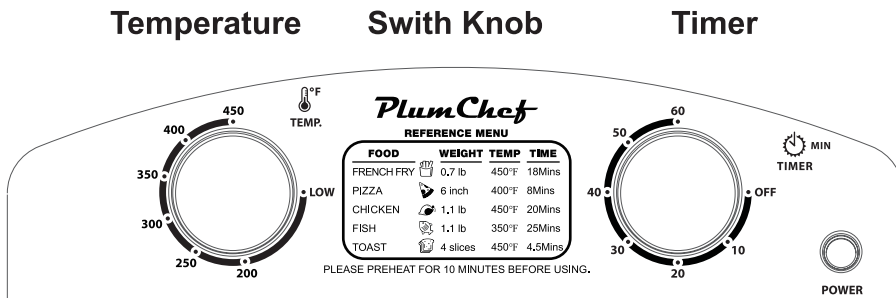 Temperature Swith Knob Timer
°F
TEMP.
450
400
350
300
250
200
LOW
PlumChef
REFERENCE MENU
FOOD WEIGHT TEMP TIME
FRENCH FRY 0.7 lb 450°F 18Mins
PIZZA 6 inch 400°F 8Mins
CHICKEN 1.1 lb 450°F 20Mins
FISH 1.1 lb 350°F 25Mins
TOAST 4 slices 450°F 4.5Mins
PLEASE PREHEAT FOR 10 MINUTES BEFORE USING.
60
50
40
30
20
10
OFF
MIN
TIMER
POWER